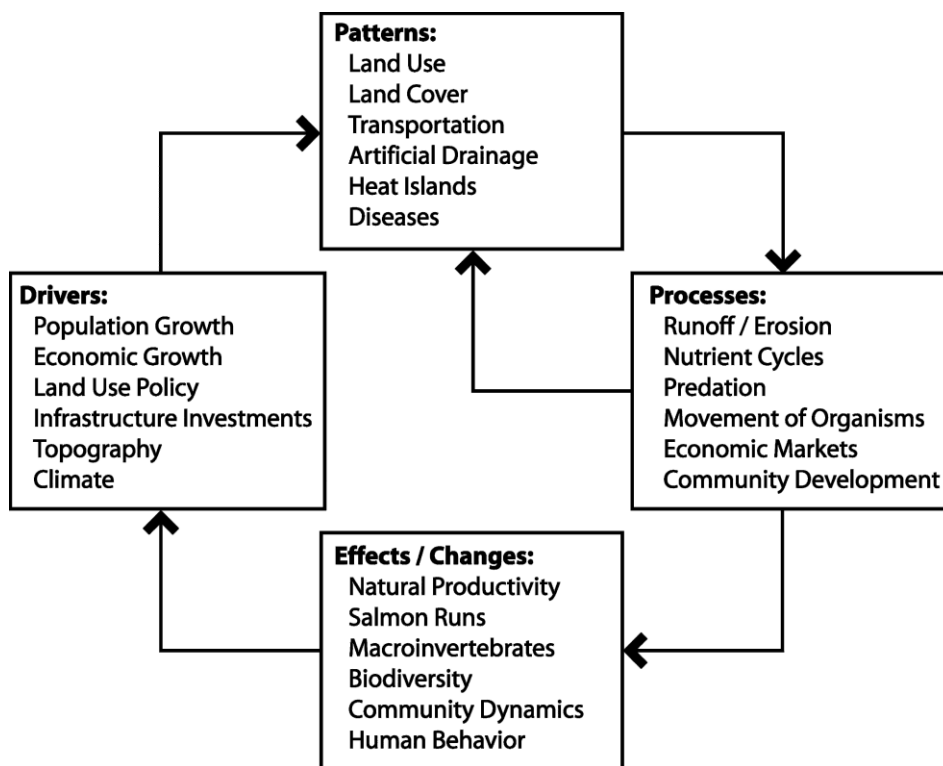 Patterns:
Land Use
Land Cover
Transportation
Artificial Drainage
Heat Islands
Diseases
Drivers:
Population Growth
Economic Growth
Land Use Policy
Infrastructure Investments
Topography
Climate
Processes:
Runoff / Erosion
Nutrient Cycles
Predation
Movement of Organisms
Economic Markets
Community Development
Effects / Changes:
Natural Productivity
Salmon Runs
Macroinvertebrates
Biodiversity
Community Dynamics
Human Behavior